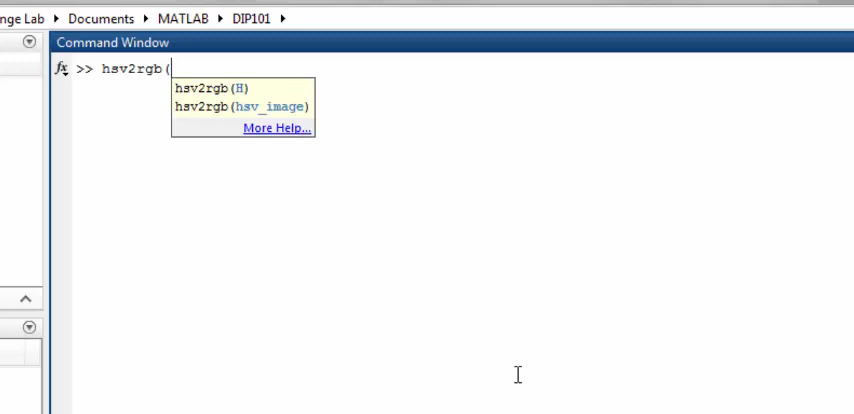 nge Lab ▸ Documents ▸ MATLAB ▸ DIP101 ▸
Command Window
fx >> hsv2rgb(
hsv2rgb(H)
hsv2rgb(hsv_image)
More Help...